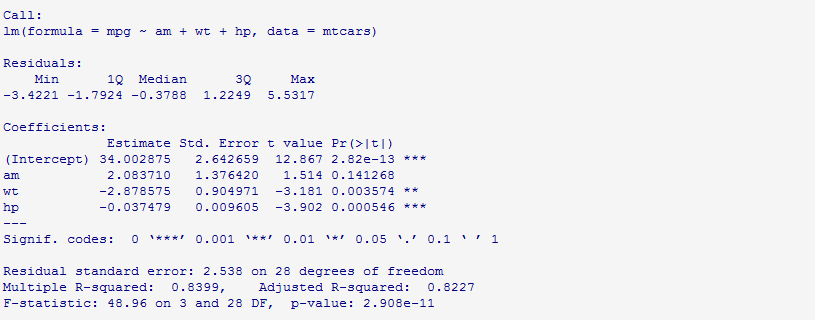 Call:
lm(formula = mpg ~ am + wt + hp, data = mtcars)
Residuals:
    Min      1Q  Median      3Q     Max
-3.4221 -1.7924 -0.3788  1.2249  5.5317
Coefficients:
             Estimate Std. Error t value Pr(>|t|)
(Intercept) 34.002875   2.642659  12.867 2.82e-13 ***
am           2.083710   1.376420   1.514 0.141268
wt          -2.878575   0.904971  -3.181 0.003574 **
hp          -0.037479   0.009605  -3.902 0.000546 ***
---
Signif. codes:  0 ‘***’ 0.001 ‘**’ 0.01 ‘*’ 0.05 ‘.’ 0.1 ‘ ’ 1
Residual standard error: 2.538 on 28 degrees of freedom
Multiple R-squared:  0.8399,    Adjusted R-squared:  0.8227
F-statistic: 48.96 on 3 and 28 DF,  p-value: 2.908e-11